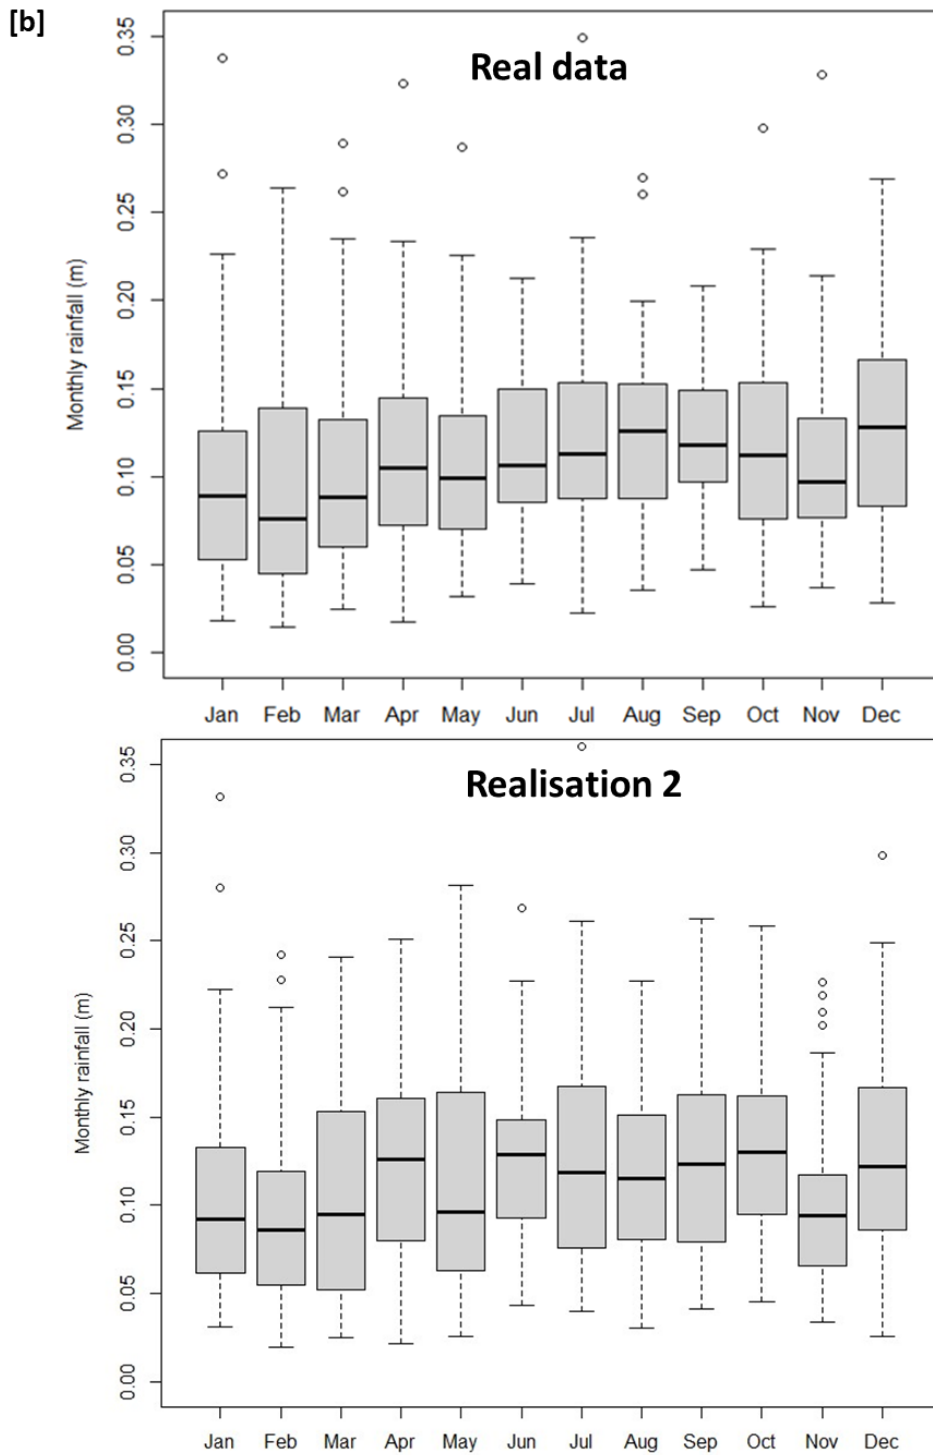 [b]
Real data
Monthly rainfall (m)
0.35
0.30
0.25
0.20
0.15
0.10
0.05
0.00
Jan Feb Mar Apr May Jun Jul Aug Sep Oct Nov Dec
Realisation 2
Monthly rainfall (m)
0.35
0.30
0.25
0.20
0.15
0.10
0.05
0.00
Jan Feb Mar Apr May Jun Jul Aug Sep Oct Nov Dec